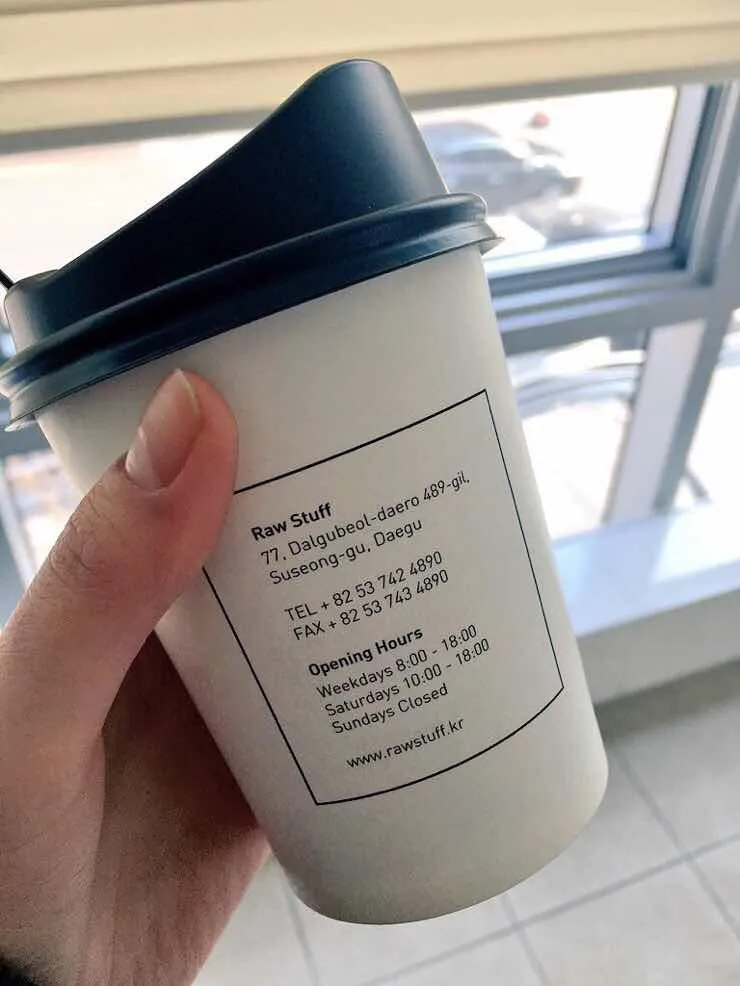 Raw Stuff
77, Dalgubeol-daero 489-gil,
Suseong-gu, Daegu
TEL + 82 53 742 4890
FAX + 82 53 743 4890
Opening Hours
Weekdays 8:00 - 18:00
Saturdays 10:00 - 18:00
Sundays Closed
www.rawstuff.kr